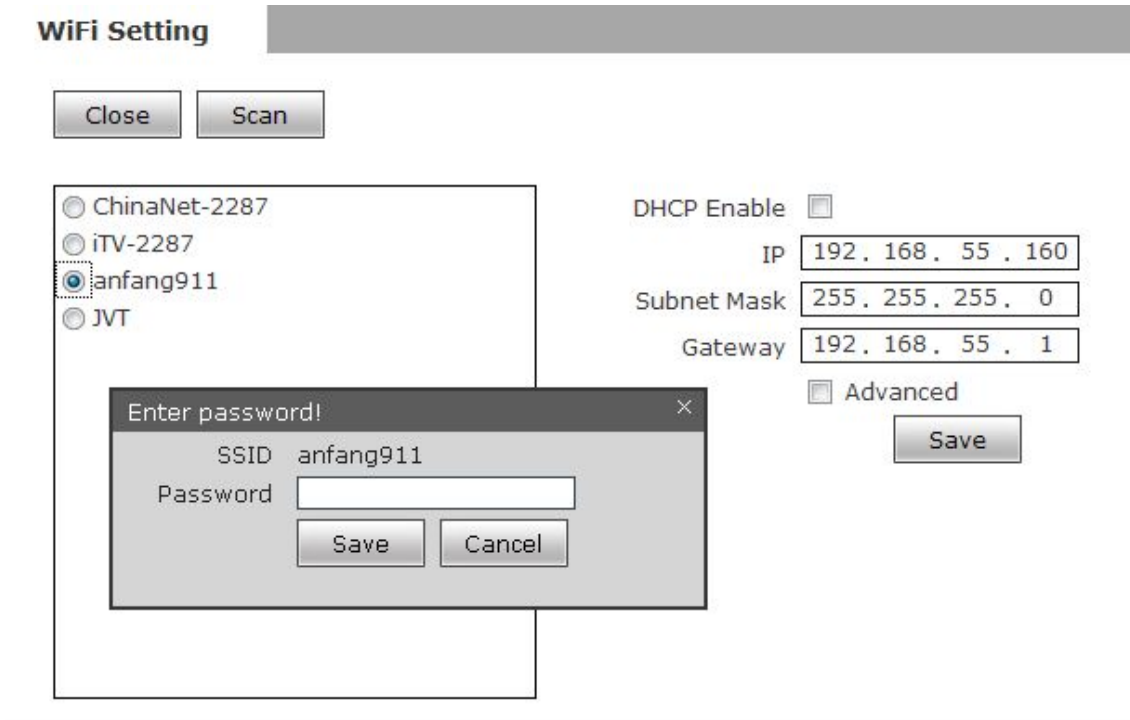 WiFi Setting
Close Scan
ChinaNet-2287
iTV-2287
anfang911
JVT
DHCP Enable
IP 192. 168. 55 . 160
Subnet Mask 255. 255. 255. 0
Gateway 192. 168. 55 . 1
Advanced
Save
Enter password! ×
SSID anfang911
Password
Save Cancel